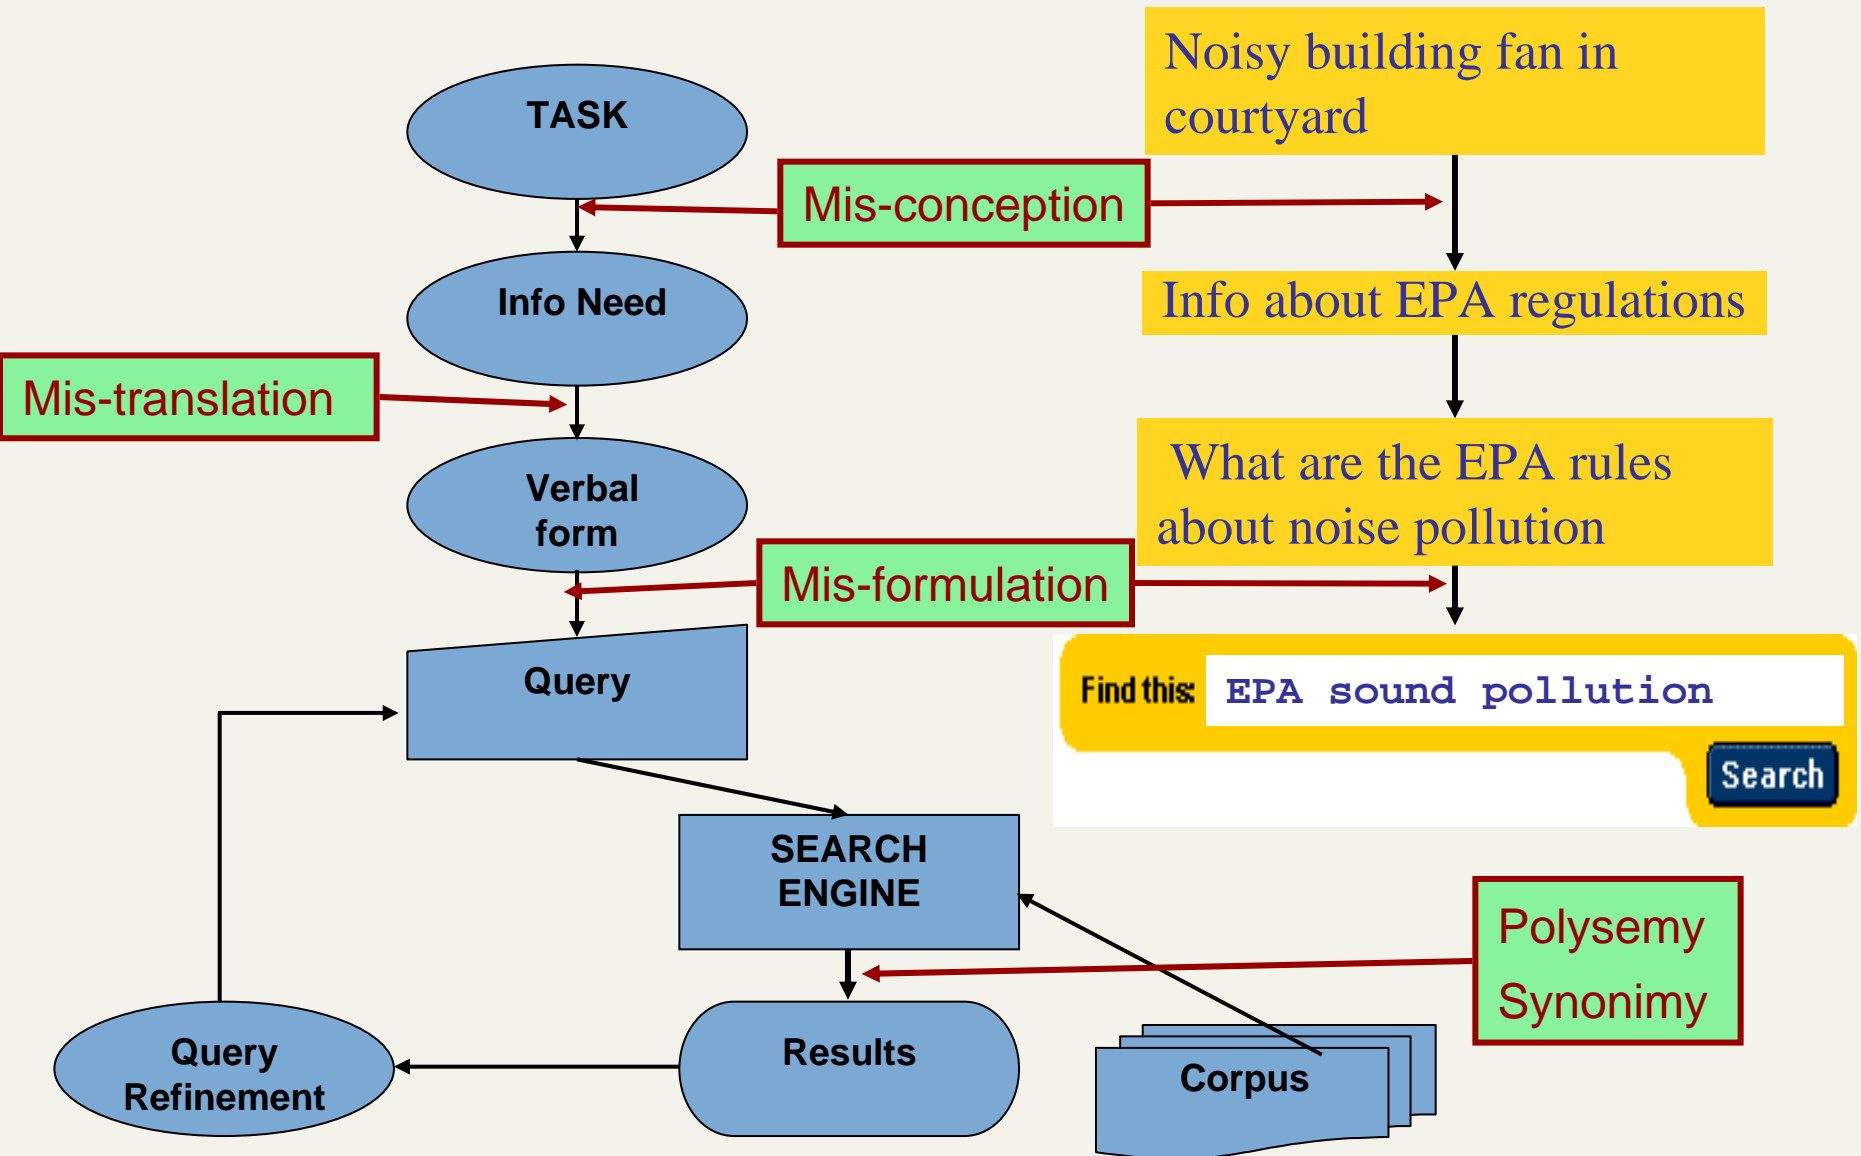 Noisy building fan in
courtyard
TASK
Mis-conception
Info Need
Info about EPA regulations
Mis-translation
Verbal
form
What are the EPA rules
about noise pollution
Mis-formulation
Query
Find this: EPA sound pollution
Search
SEARCH
ENGINE
Polysemy
Synonimy
Query
Refinement
Results
Corpus